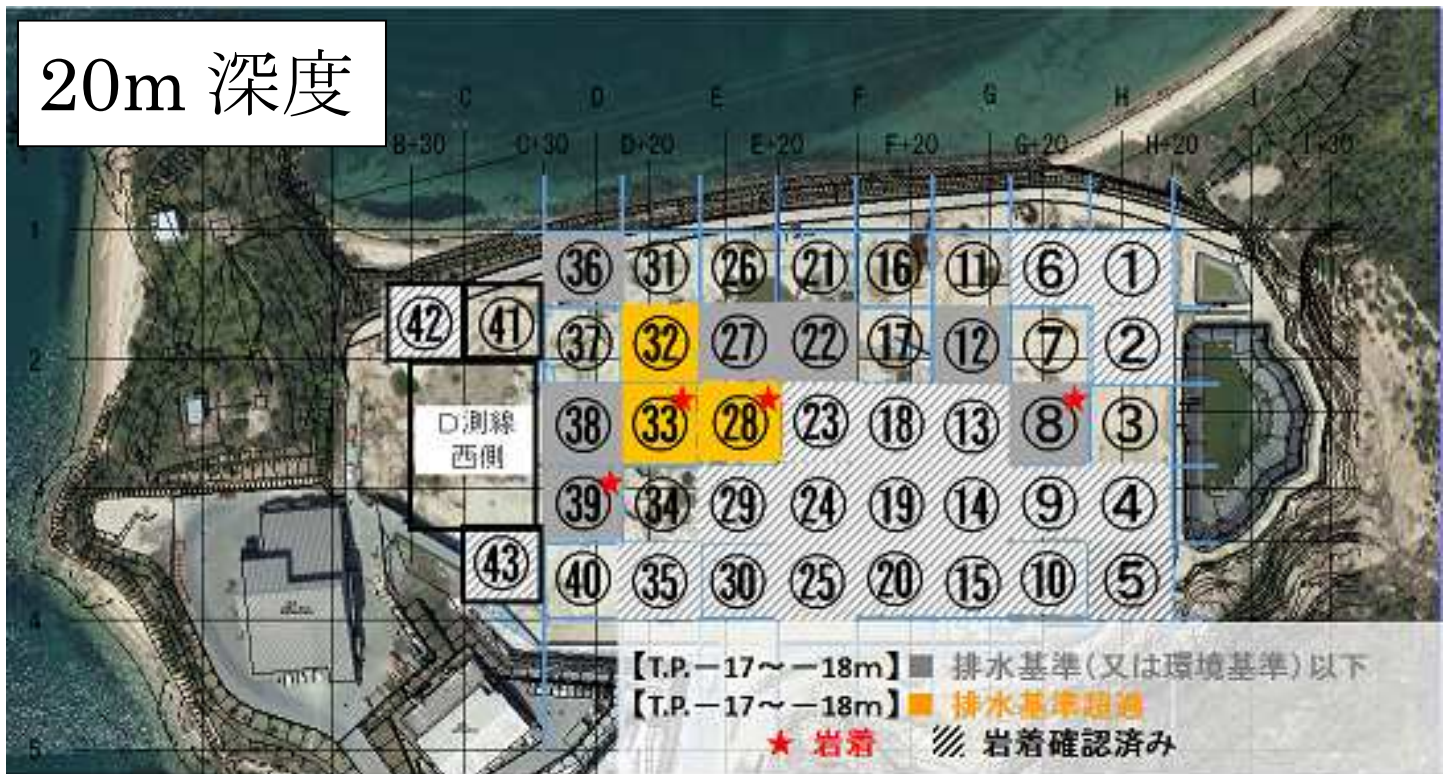 20m 深度
C D E F G H I
B+30 C+30 D+20 E+20 F+20 G+20 H+20 I+30
1
㊱ ㉛ ㉖ ㉑ ⑯ ⑪ ⑥ ①
㊷ ㊶ ㊲ ㉜ ㉗ ㉒ ⑰ ⑫ ⑦ ②
2
D測線
西側
㊳ ㉝ ㉘ ㉓ ⑱ ⑬ ⑧ ③
㊴ ㉞ ㉙ ㉔ ⑲ ⑭ ⑨ ④
㊸ ㊵ ㉟ ㉚ ㉕ ⑳ ⑮ ⑩ ⑤
4
【T.P.-17~-18m】 排水基準(又は環境基準)以下
【T.P.-17~-18m】 排水基準超過
岩着 岩着確認済み
5